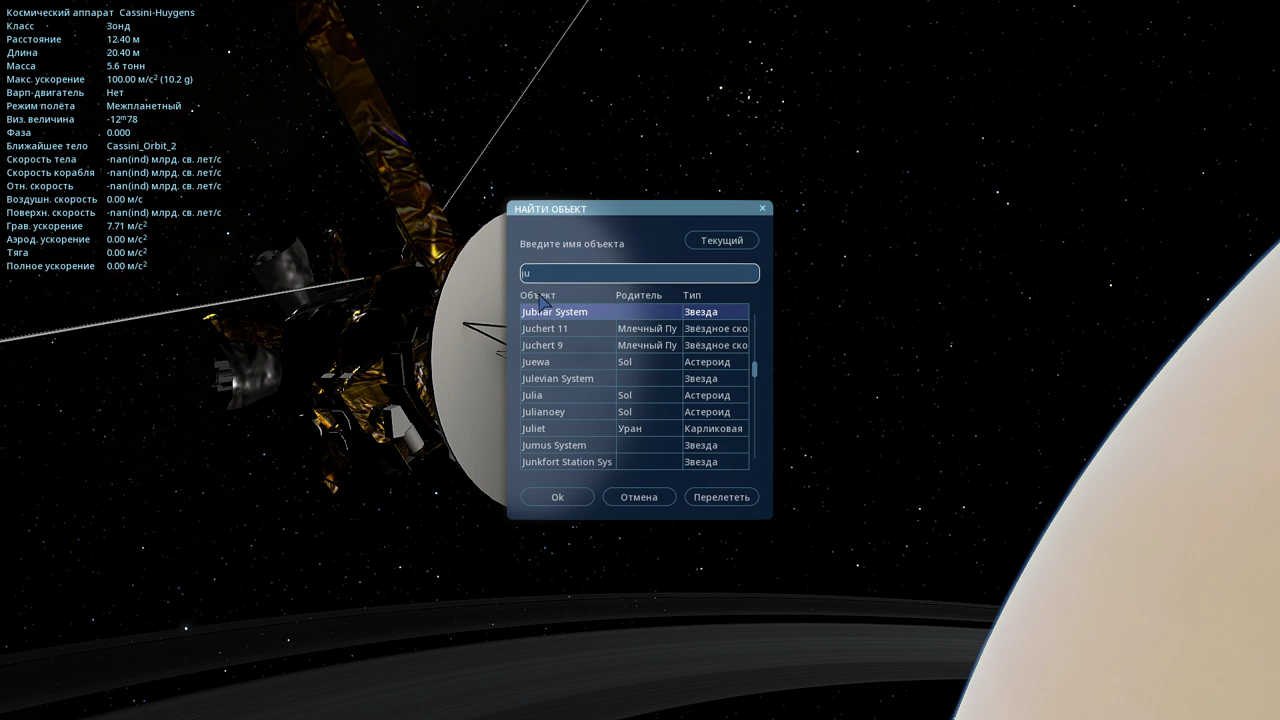 Космический аппарат Cassini-Huygens
Класс Зонд
Расстояние 12.40 м
Длина 20.40 м
Масса 5.6 тонн
Макс. ускорение 100.00 м/с² (10.2 g)
Варп-двигатель Нет
Режим полёта Межпланетный
Виз. величина -12ᵐ78
Фаза 0.000
Ближайшее тело Cassini_Orbit_2
Скорость тела -nan(ind) млрд. св. лет/с
Скорость корабля -nan(ind) млрд. св. лет/с
Отн. скорость -nan(ind) млрд. св. лет/с
Воздушн. скорость 0.00 м/с
Поверхн. скорость -nan(ind) млрд. св. лет/с
Грав. ускорение 7.71 м/с²
Аэрод. ускорение 0.00 м/с²
Тяга 0.00 м/с²
Полное ускорение 0.00 м/с²
НАЙТИ ОБЪЕКТ
Введите имя объекта Текущий
ju
Объект Родитель Тип
Jubilar System Звезда
Juchert 11 Млечный Пу Звёздное ско
Juchert 9 Млечный Пу Звёздное ско
Juewa Sol Астероид
Julevian System Звезда
Julia Sol Астероид
Julianoey Sol Астероид
Juliet Уран Карликовая
Jumus System Звезда
Junkfort Station Sys Звезда
Ok Отмена Перелететь